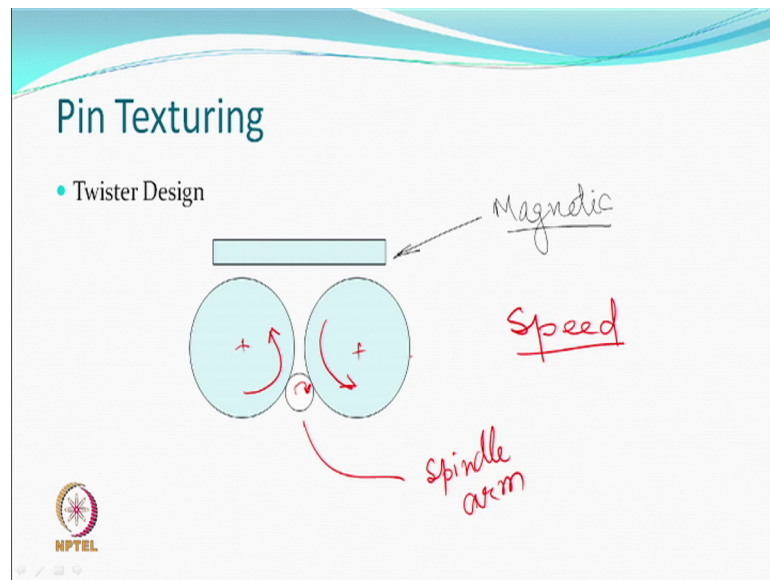 Pin Texturing
Twister Design
Magnetic
Speed
spindle
arm
NPTEL